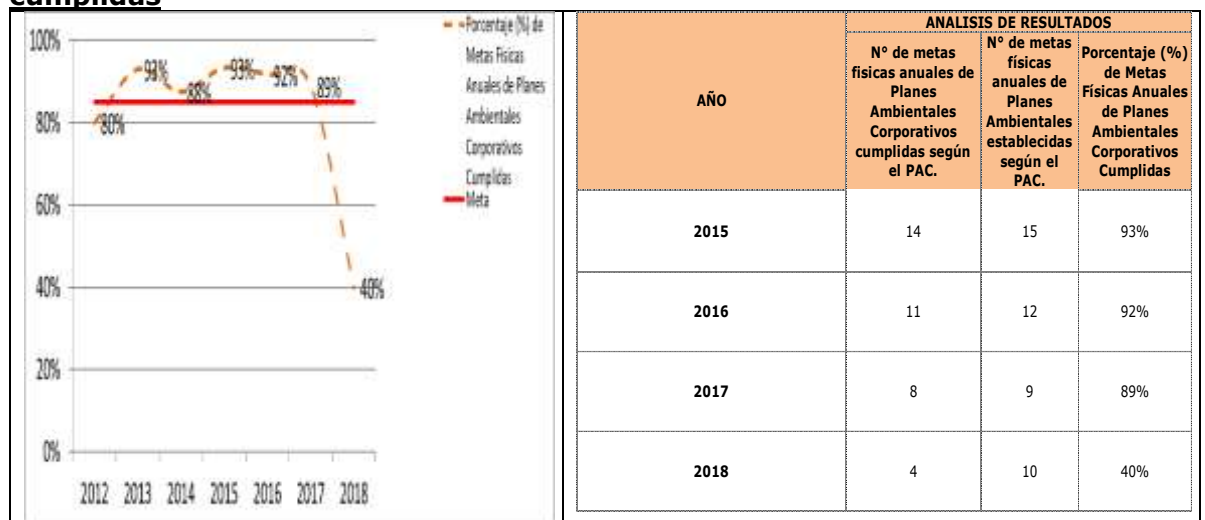 cumplidas
100%
80%
60%
40%
20%
0%
80%
93%
88%
93%
92%
89%
40%
2012 2013 2014 2015 2016 2017 2018
Porcentaje (%) de
Metas Fisicas
Anuales de Planes
Ambientales
Corporativos
Cumplidas
Meta
ANALISIS DE RESULTADOS
AÑO
N° de metas
fisicas anuales de
Planes
Ambientales
Corporativos
cumplidas según
el PAC.
N° de metas
físicas
anuales de
Planes
Ambientales
establecidas
según el
PAC.
Porcentaje (%)
de Metas
Físicas Anuales
de Planes
Ambientales
Corporativos
Cumplidas
2015 14 15 93%
2016 11 12 92%
2017 8 9 89%
2018 4 10 40%